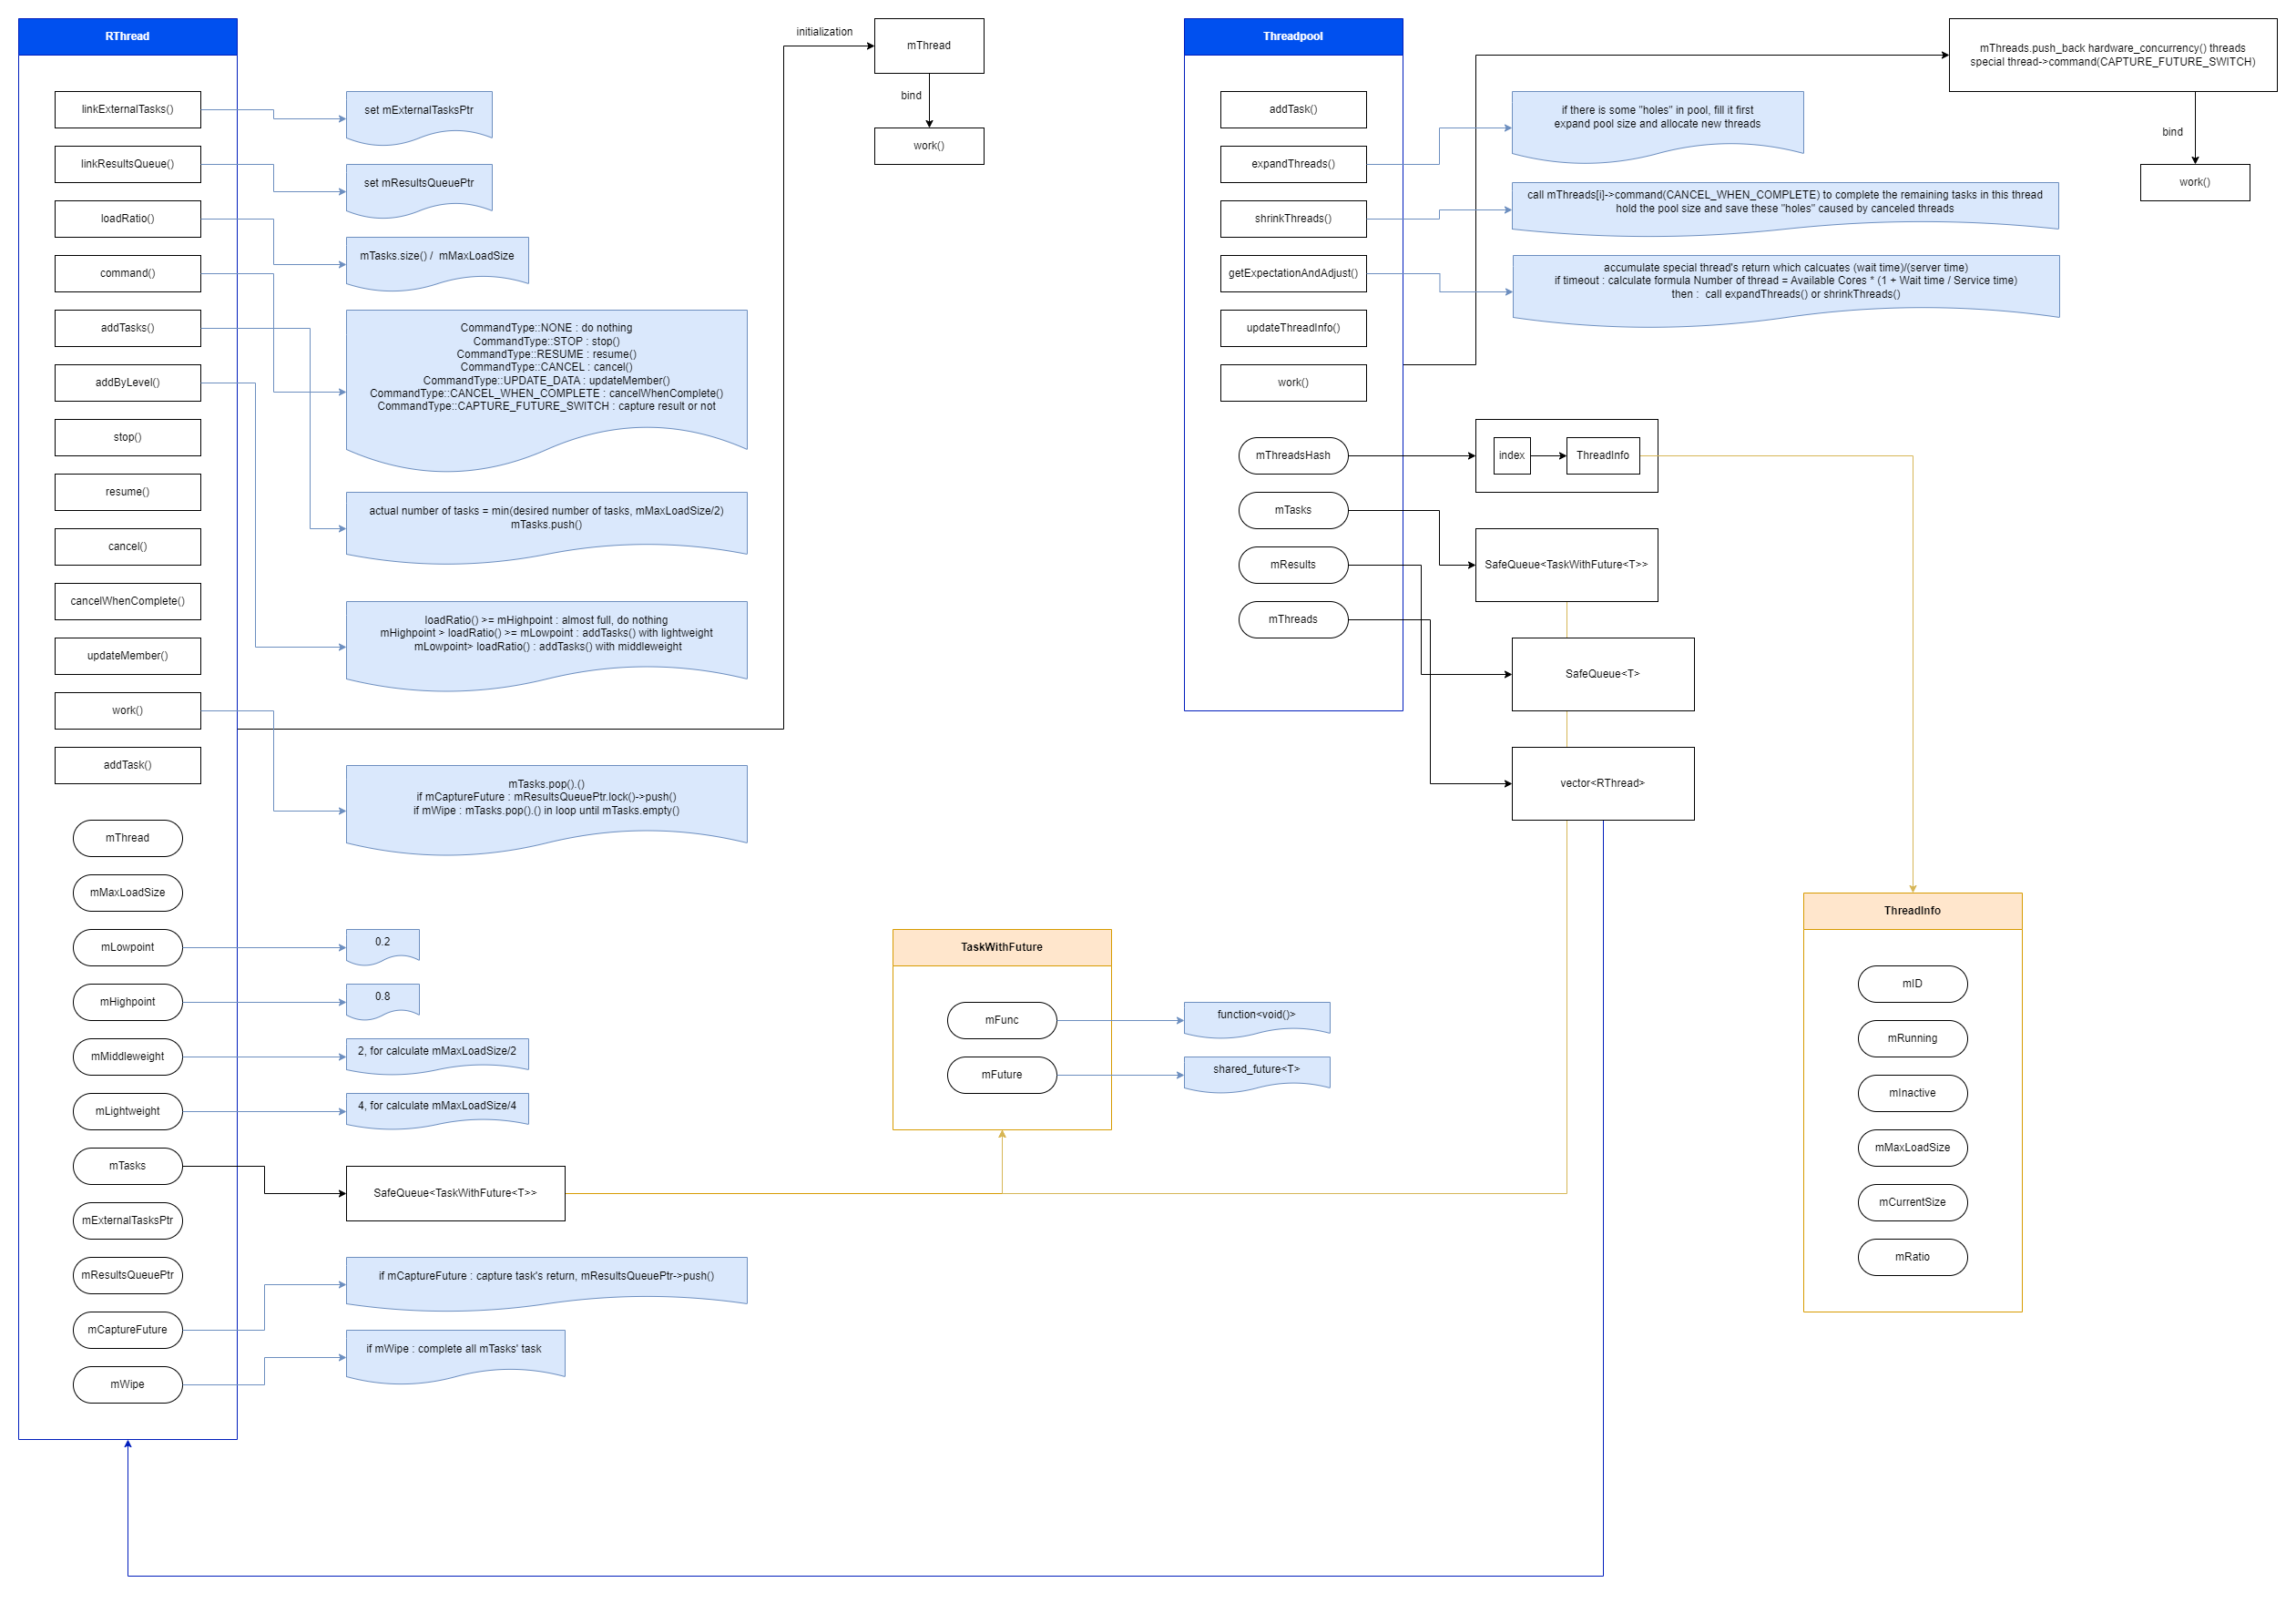 RThread
linkExternalTasks()
linkResultsQueue()
loadRatio()
command()
addTasks()
addByLevel()
stop()
resume()
cancel()
cancelWhenComplete()
updateMember()
work()
addTask()
mThread
mMaxLoadSize
mLowpoint
mHighpoint
mMiddleweight
mLightweight
mTasks
mExternalTasksPtr
mResultsQueuePtr
mCaptureFuture
mWipe
set mExternalTasksPtr
set mResultsQueuePtr
mTasks.size() / mMaxLoadSize
CommandType::NONE : do nothing
CommandType::STOP : stop()
CommandType::RESUME : resume()
CommandType::CANCEL : cancel()
CommandType::UPDATE_DATA : updateMember()
CommandType::CANCEL_WHEN_COMPLETE : cancelWhenComplete()
CommandType::CAPTURE_FUTURE_SWITCH : capture result or not
actual number of tasks = min(desired number of tasks, mMaxLoadSize/2)
mTasks.push()
loadRatio() >= mHighpoint : almost full, do nothing
mHighpoint > loadRatio() >= mLowpoint : addTasks() with lightweight
mLowpoint> loadRatio() : addTasks() with middleweight
mTasks.pop().()
if mCaptureFuture : mResultsQueuePtr.lock()->push()
if mWipe : mTasks.pop().() in loop until mTasks.empty()
0.2
0.8
2, for calculate mMaxLoadSize/2
4, for calculate mMaxLoadSize/4
SafeQueue<TaskWithFuture<T>>
if mCaptureFuture : capture task's return, mResultsQueuePtr->push()
if mWipe : complete all mTasks' task
initialization
mThread
bind
work()
TaskWithFuture
mFunc
mFuture
function<void()>
shared_future<T>
Threadpool
addTask()
expandThreads()
shrinkThreads()
getExpectationAndAdjust()
updateThreadInfo()
work()
mThreadsHash
mTasks
mResults
mThreads
mThreads.push_back hardware_concurrency() threads
special thread->command(CAPTURE_FUTURE_SWITCH)
bind
work()
if there is some "holes" in pool, fill it first
expand pool size and allocate new threads
call mThreads[i]->command(CANCEL_WHEN_COMPLETE) to complete the remaining tasks in this thread
hold the pool size and save these "holes" caused by canceled threads
accumulate special thread's return which calcuates (wait time)/(server time)
if timeout : calculate formula Number of thread = Available Cores * (1 + Wait time / Service time)
then : call expandThreads() or shrinkThreads()
index
ThreadInfo
SafeQueue<TaskWithFuture<T>>
SafeQueue<T>
vector<RThread>
ThreadInfo
mID
mRunning
mInactive
mMaxLoadSize
mCurrentSize
mRatio